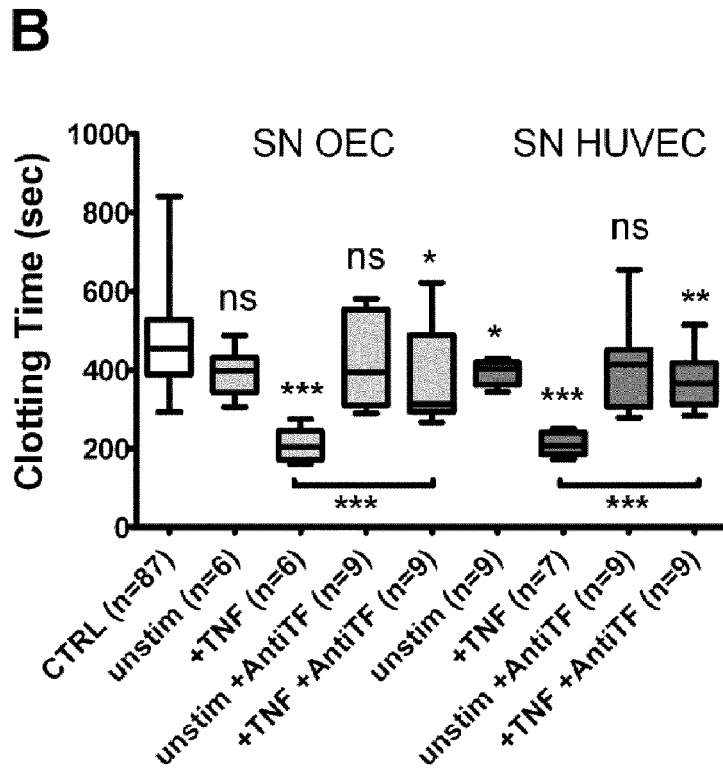 B
SN OEC
SN HUVEC
Clotting Time (sec)
1000
800
600
400
200
0
ns
***
ns
*
*
***
ns
**
***
***
CTRL (n=87)
unstim (n=6)
+TNF (n=6)
unstim +AntiTF (n=9)
+TNF +AntiTF (n=9)
unstim (n=9)
+TNF (n=7)
unstim +AntiTF (n=9)
+TNF +AntiTF (n=9)